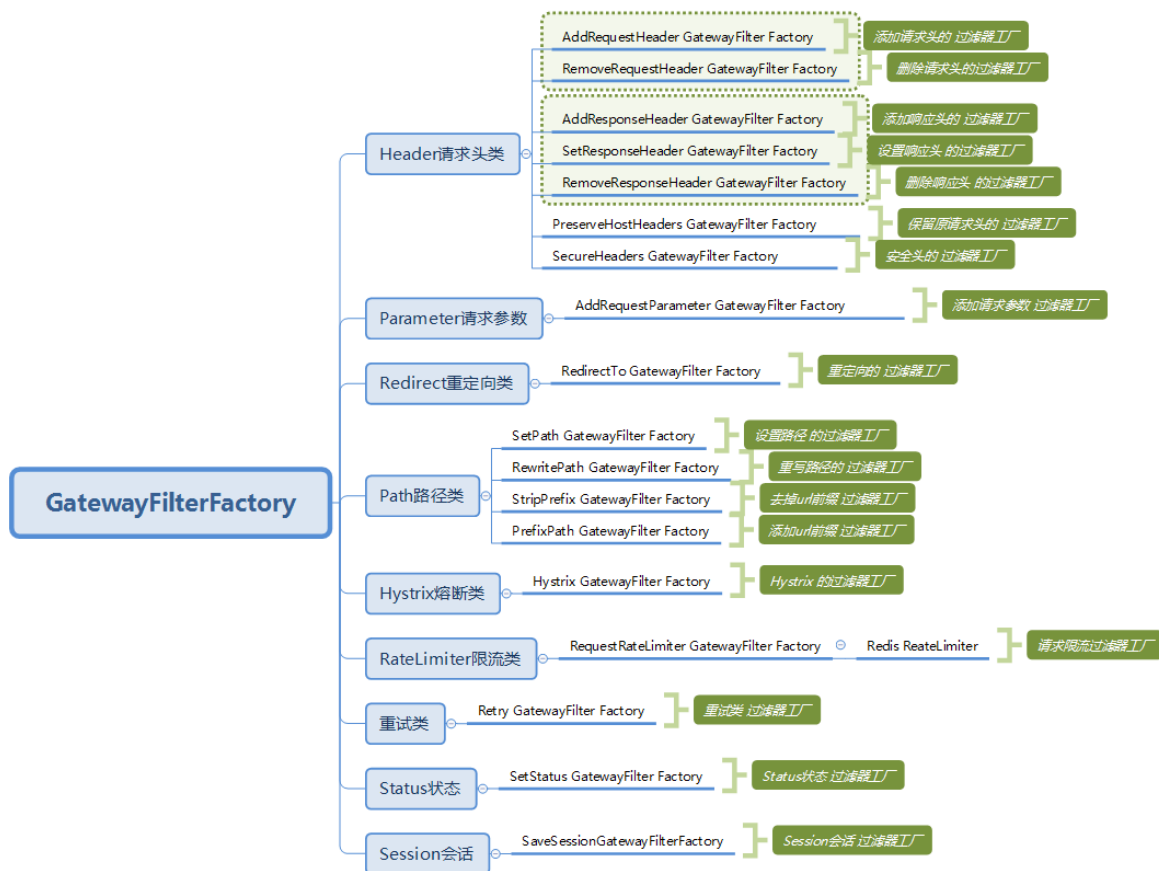 GatewayFilterFactory
Header请求头类
AddRequestHeader GatewayFilter Factory
添加请求头的 过滤器工厂
RemoveRequestHeader GatewayFilter Factory
删除请求头的过滤器工厂
AddResponseHeader GatewayFilter Factory
添加响应头的 过滤器工厂
SetResponseHeader GatewayFilter Factory
设置响应头 的过滤器工厂
RemoveResponseHeader GatewayFilter Factory
删除响应头 的过滤器工厂
PreserveHostHeaders GatewayFilter Factory
保留原请求头的 过滤器工厂
SecureHeaders GatewayFilter Factory
安全头的 过滤器工厂
Parameter请求参数
AddRequestParameter GatewayFilter Factory
添加请求参数 过滤器工厂
Redirect重定向类
RedirectTo GatewayFilter Factory
重定向的 过滤器工厂
Path路径类
SetPath GatewayFilter Factory
设置路径 的过滤器工厂
RewritePath GatewayFilter Factory
重写路径的 过滤器工厂
StripPrefix GatewayFilter Factory
去掉url前缀 过滤器工厂
PrefixPath GatewayFilter Factory
添加url前缀 过滤器工厂
Hystrix熔断类
Hystrix GatewayFilter Factory
Hystrix 的过滤器工厂
RateLimiter限流类
RequestRateLimiter GatewayFilter Factory
Redis ReateLimiter
请求限流过滤器工厂
重试类
Retry GatewayFilter Factory
重试类 过滤器工厂
Status状态
SetStatus GatewayFilter Factory
Status状态 过滤器工厂
Session会话
SaveSessionGatewayFilterFactory
Session会话 过滤器工厂